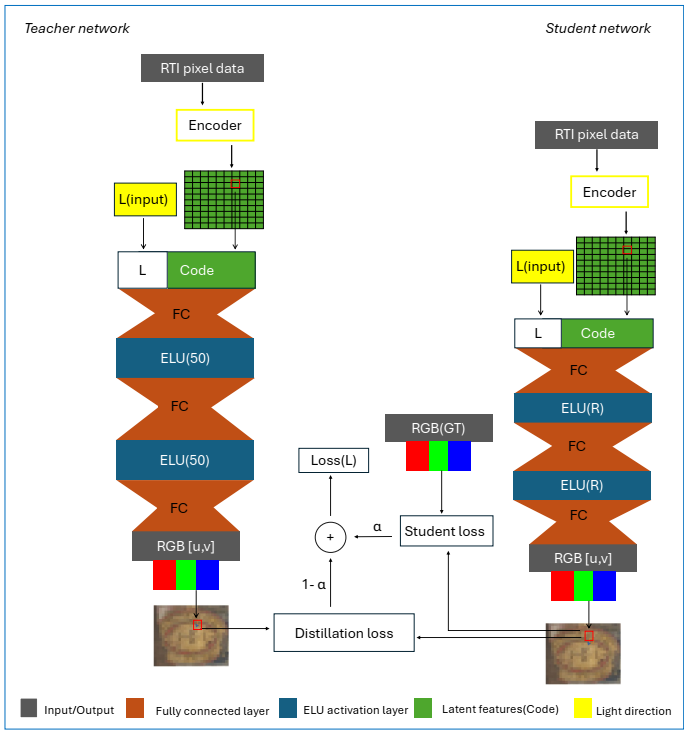 Teacher network
Student network
RTI pixel data
Encoder
L(input)
L
Code
FC
ELU(50)
FC
ELU(50)
FC
RGB [u,v]
RTI pixel data
Encoder
L(input)
L
Code
FC
ELU(R)
FC
ELU(R)
FC
RGB [u,v]
RGB(GT)
Loss(L)
+
α
Student loss
1- α
Distillation loss
Input/Output
Fully connected layer
ELU activation layer
Latent features(Code)
Light direction